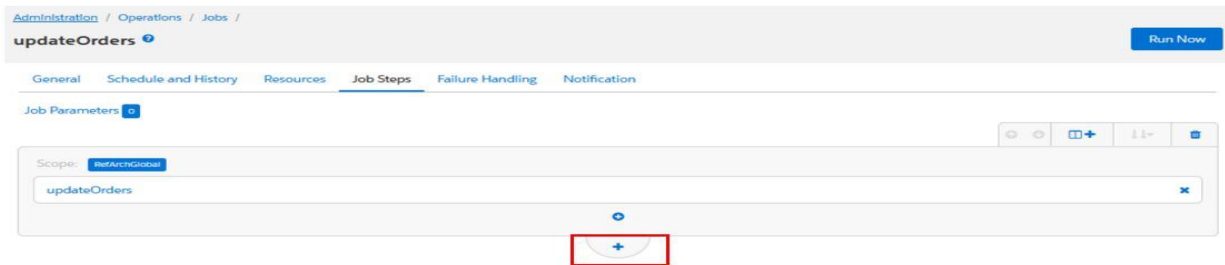 Administration / Operations / Jobs /
updateOrders
Run Now
General Schedule and History Resources Job Steps Failure Handling Notification
Job Parameters 0
Scope: RefArchGlobal
updateOrders